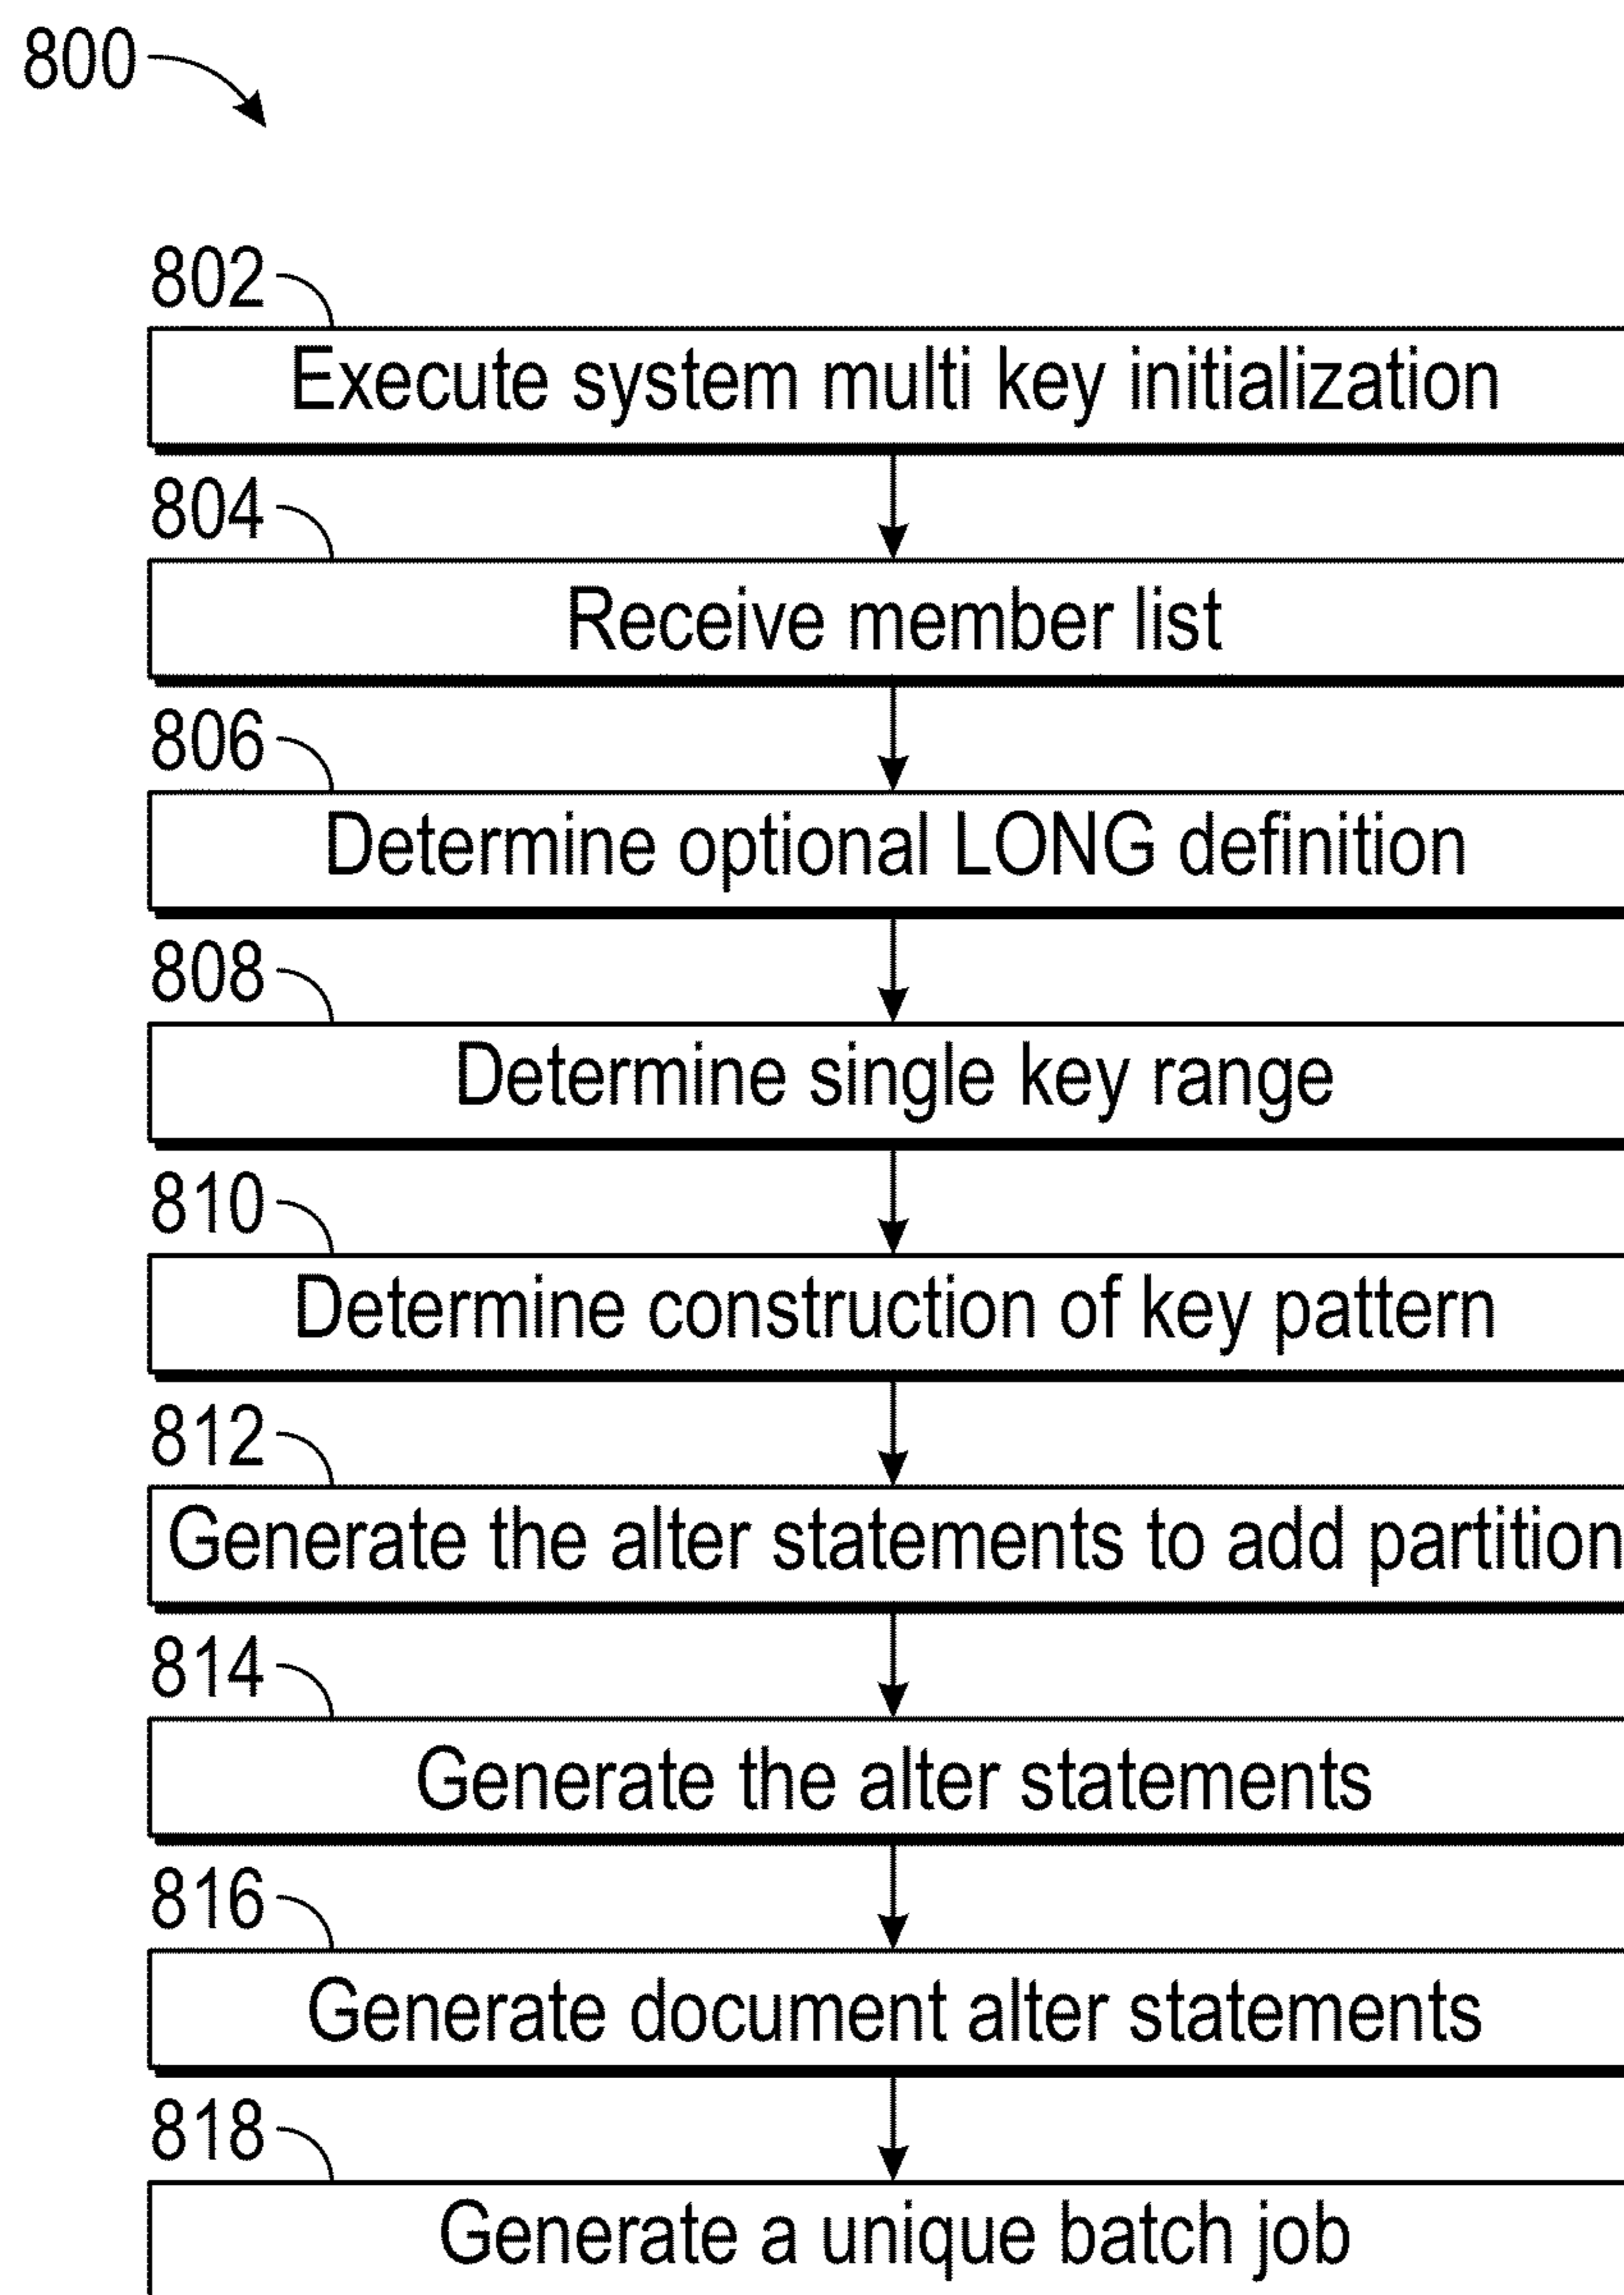 800
802
Execute system multi key initialization
804
Receive member list
806
Determine optional LONG definition
808
Determine single key range
810
Determine construction of key pattern
812
Generate the alter statements to add partition
814
Generate the alter statements
816
Generate document alter statements
818
Generate a unique batch job